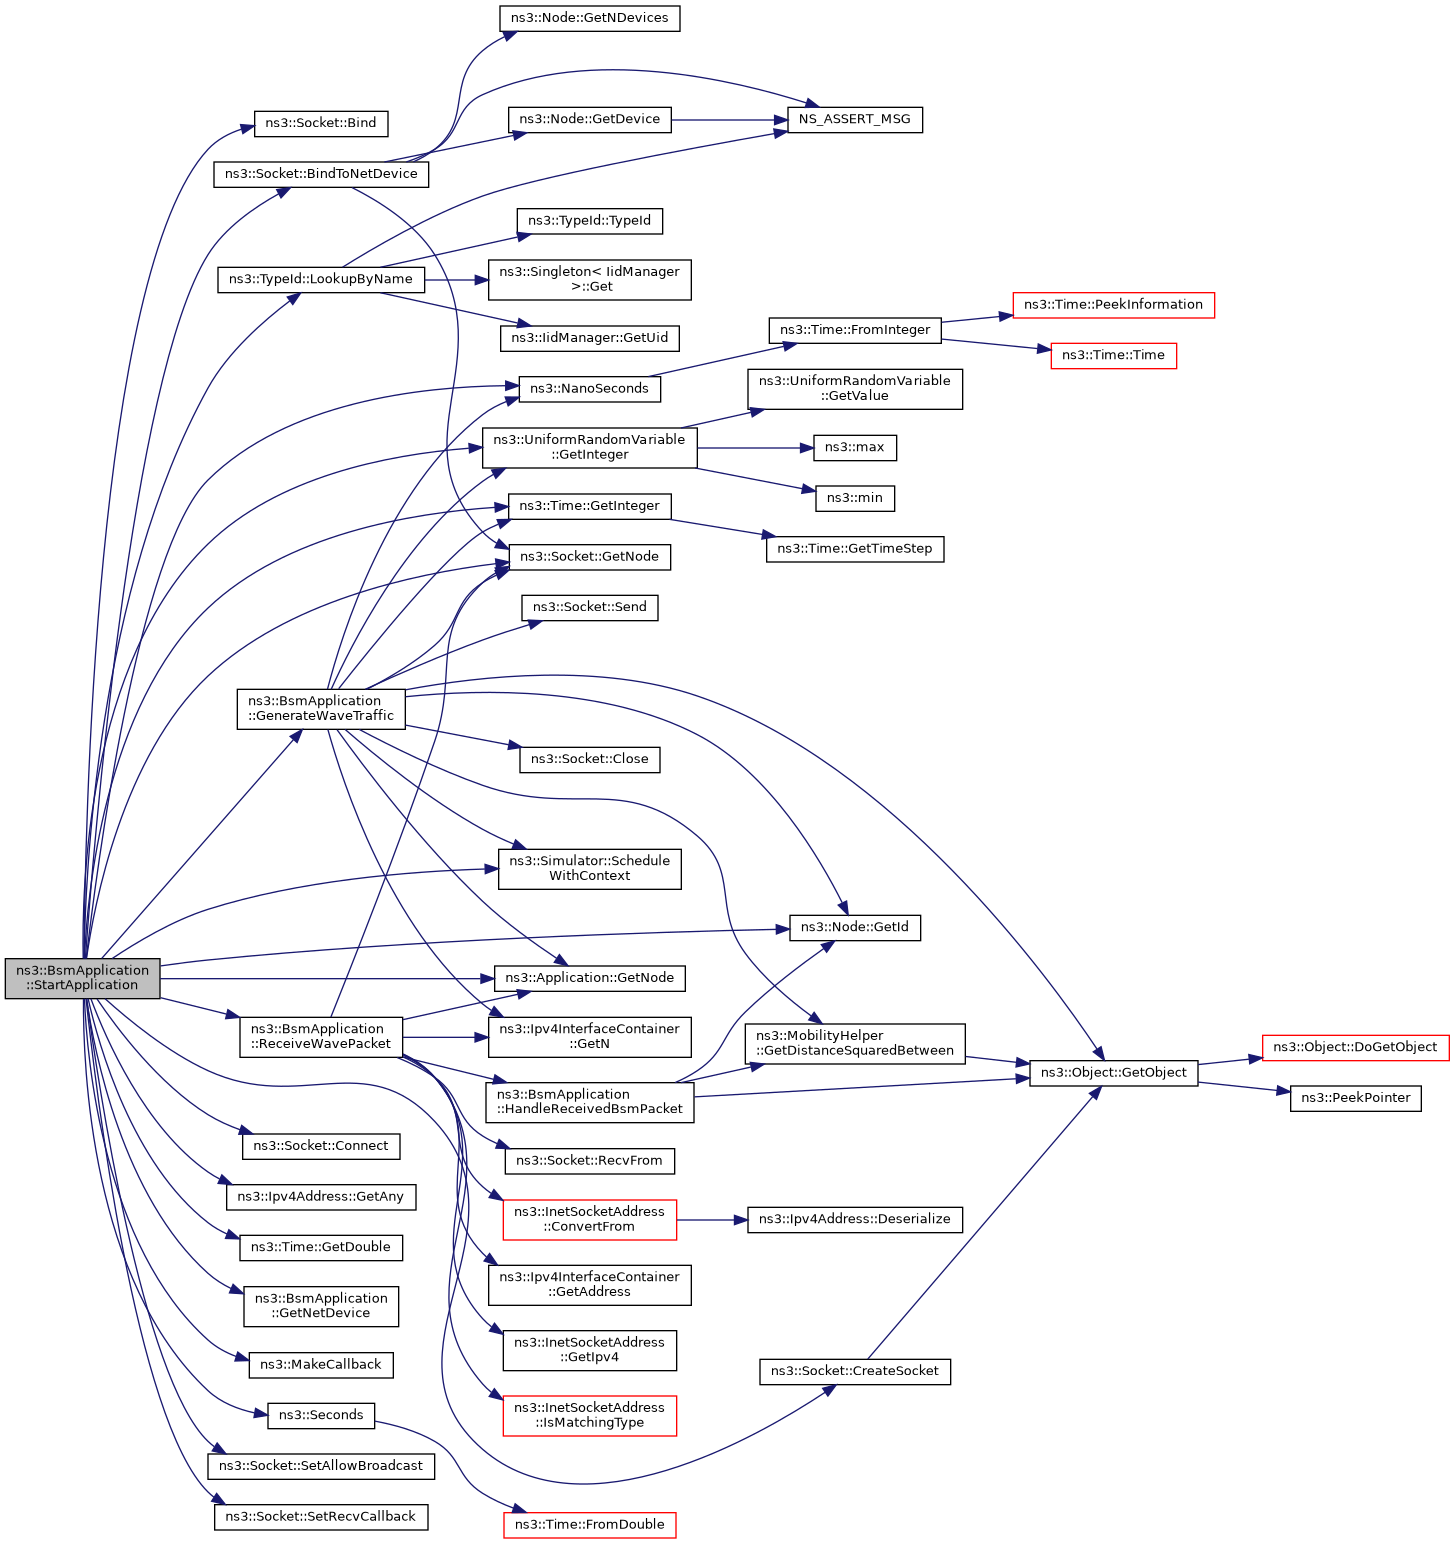 ns3::Node::GetNDevices
ns3::Socket::Bind
ns3::Node::GetDevice
NS_ASSERT_MSG
ns3::Socket::BindToNetDevice
ns3::TypeId::TypeId
ns3::TypeId::LookupByName
ns3::Singleton< IidManager
>::Get
ns3::Time::PeekInformation
ns3::IidManager::GetUid
ns3::Time::FromInteger
ns3::Time::Time
ns3::NanoSeconds
ns3::UniformRandomVariable
::GetValue
ns3::UniformRandomVariable
::GetInteger
ns3::max
ns3::min
ns3::Time::GetInteger
ns3::Time::GetTimeStep
ns3::Socket::GetNode
ns3::Socket::Send
ns3::BsmApplication
::GenerateWaveTraffic
ns3::Socket::Close
ns3::Simulator::Schedule
WithContext
ns3::Node::GetId
ns3::BsmApplication
::StartApplication
ns3::Application::GetNode
ns3::BsmApplication
::ReceiveWavePacket
ns3::Ipv4InterfaceContainer
::GetN
ns3::MobilityHelper
::GetDistanceSquaredBetween
ns3::Object::DoGetObject
ns3::Object::GetObject
ns3::PeekPointer
ns3::BsmApplication
::HandleReceivedBsmPacket
ns3::Socket::Connect
ns3::Socket::RecvFrom
ns3::Ipv4Address::GetAny
ns3::InetSocketAddress
::ConvertFrom
ns3::Ipv4Address::Deserialize
ns3::Time::GetDouble
ns3::Ipv4InterfaceContainer
::GetAddress
ns3::BsmApplication
::GetNetDevice
ns3::InetSocketAddress
::GetIpv4
ns3::MakeCallback
ns3::Socket::CreateSocket
ns3::Seconds
ns3::InetSocketAddress
::IsMatchingType
ns3::Socket::SetAllowBroadcast
ns3::Socket::SetRecvCallback
ns3::Time::FromDouble